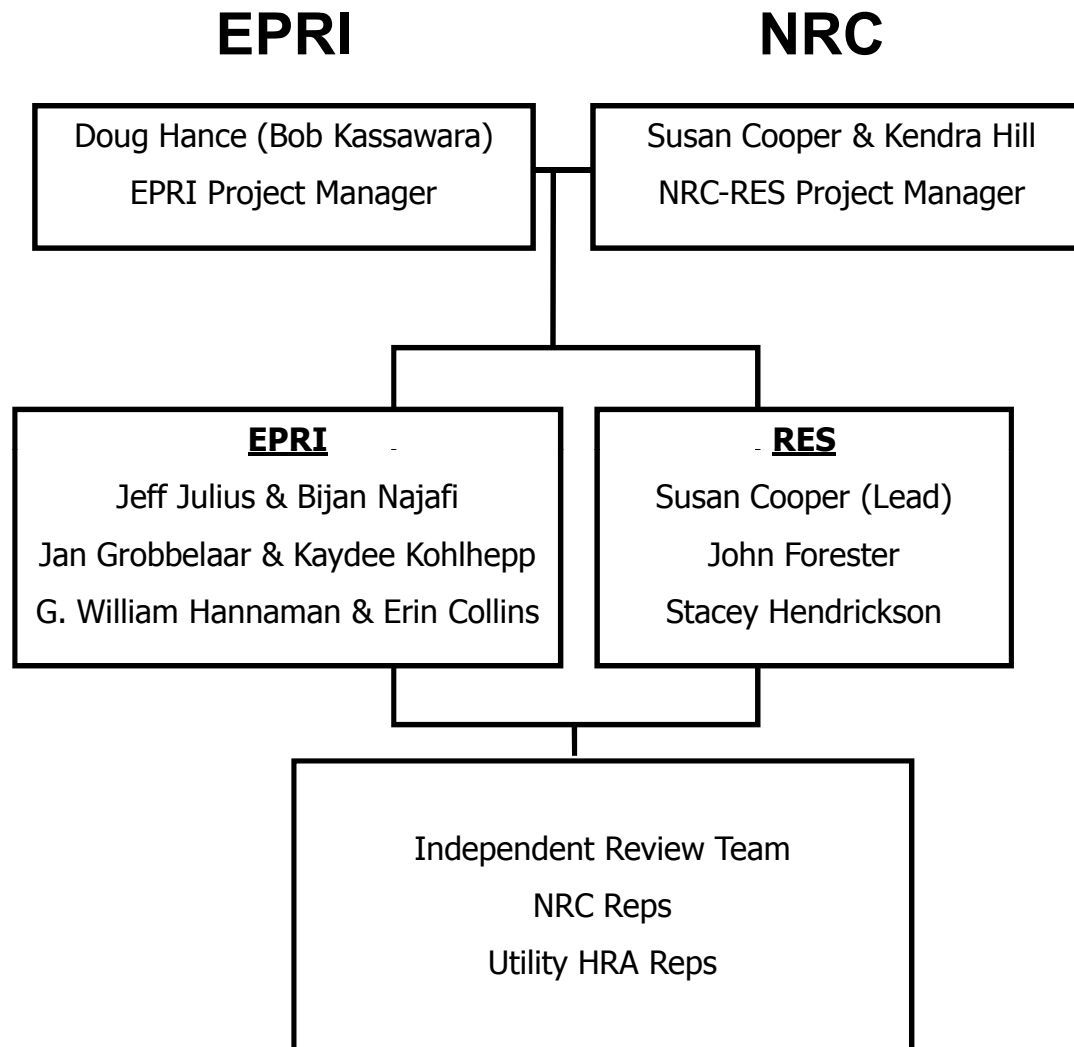 EPRI
NRC
Doug Hance (Bob Kassawara)
EPRI Project Manager
Susan Cooper & Kendra Hill
NRC-RES Project Manager
EPRI
Jeff Julius & Bijan Najafi
Jan Grobbelaar & Kaydee Kohlhepp
G. William Hannaman & Erin Collins
RES
Susan Cooper (Lead)
John Forester
Stacey Hendrickson
Independent Review Team
NRC Reps
Utility HRA Reps